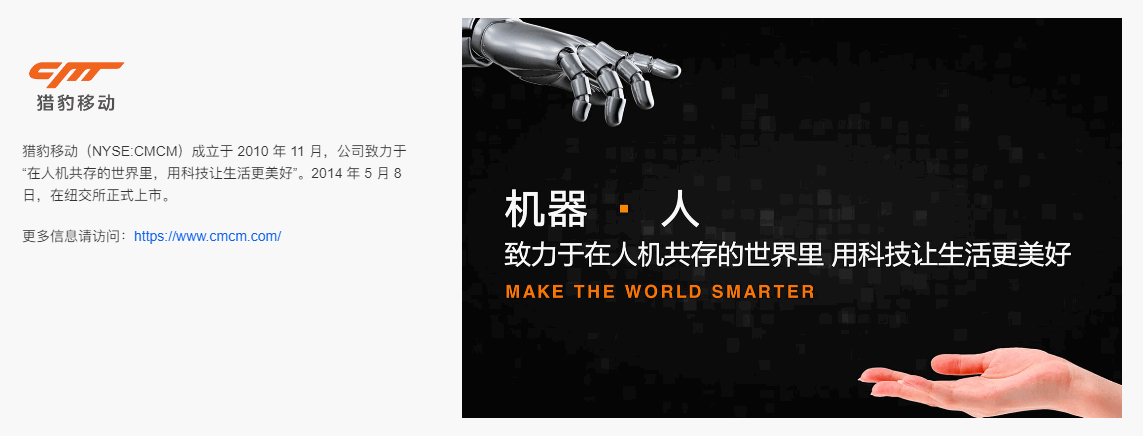 cmt
猎豹移动
猎豹移动（NYSE:CMCM）成立于 2010 年 11 月，公司致力于
“在人机共存的世界里，用科技让生活更美好”。2014 年 5 月 8
日，在纽交所正式上市。
更多信息请访问：https://www.cmcm.com/
机器 · 人
致力于在人机共存的世界里 用科技让生活更美好
MAKE THE WORLD SMARTER